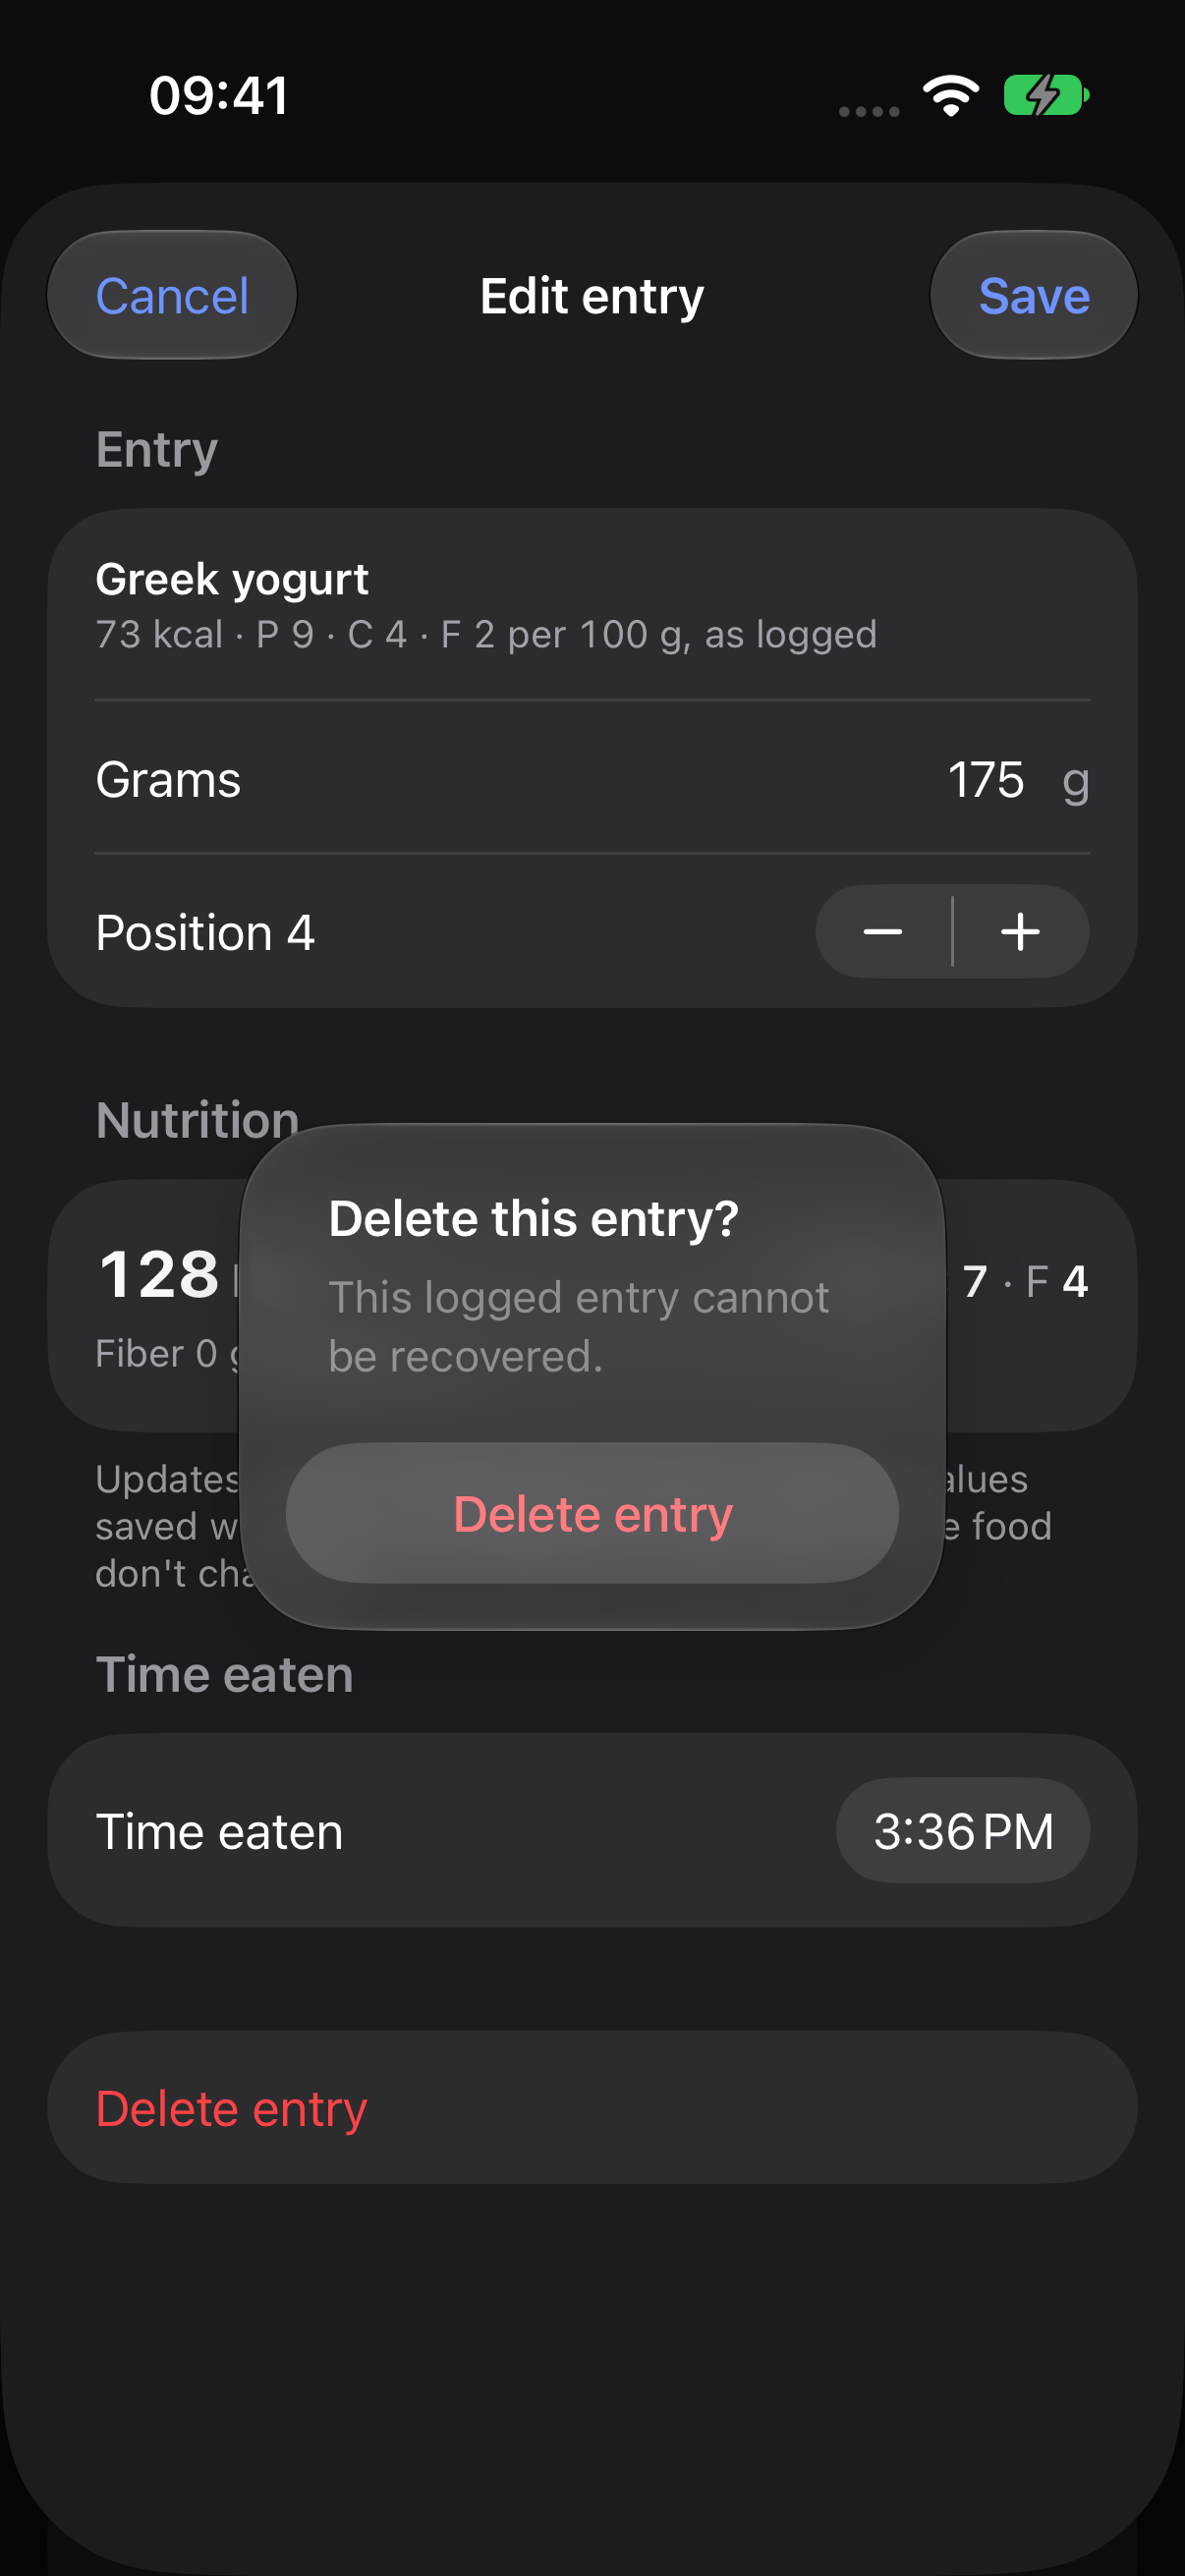 09:41
Cancel
Edit entry
Save
Entry
Greek yogurt
73 kcal · P 9 · C 4 · F 2 per 100 g, as logged
Grams
175 g
Position 4
Nutrition
128
7 · F 4
Fiber 0
Delete this entry?
This logged entry cannot
be recovered.
Delete entry
Updates
saved
food
don't
Time eaten
Time eaten
3:36 PM
Delete entry